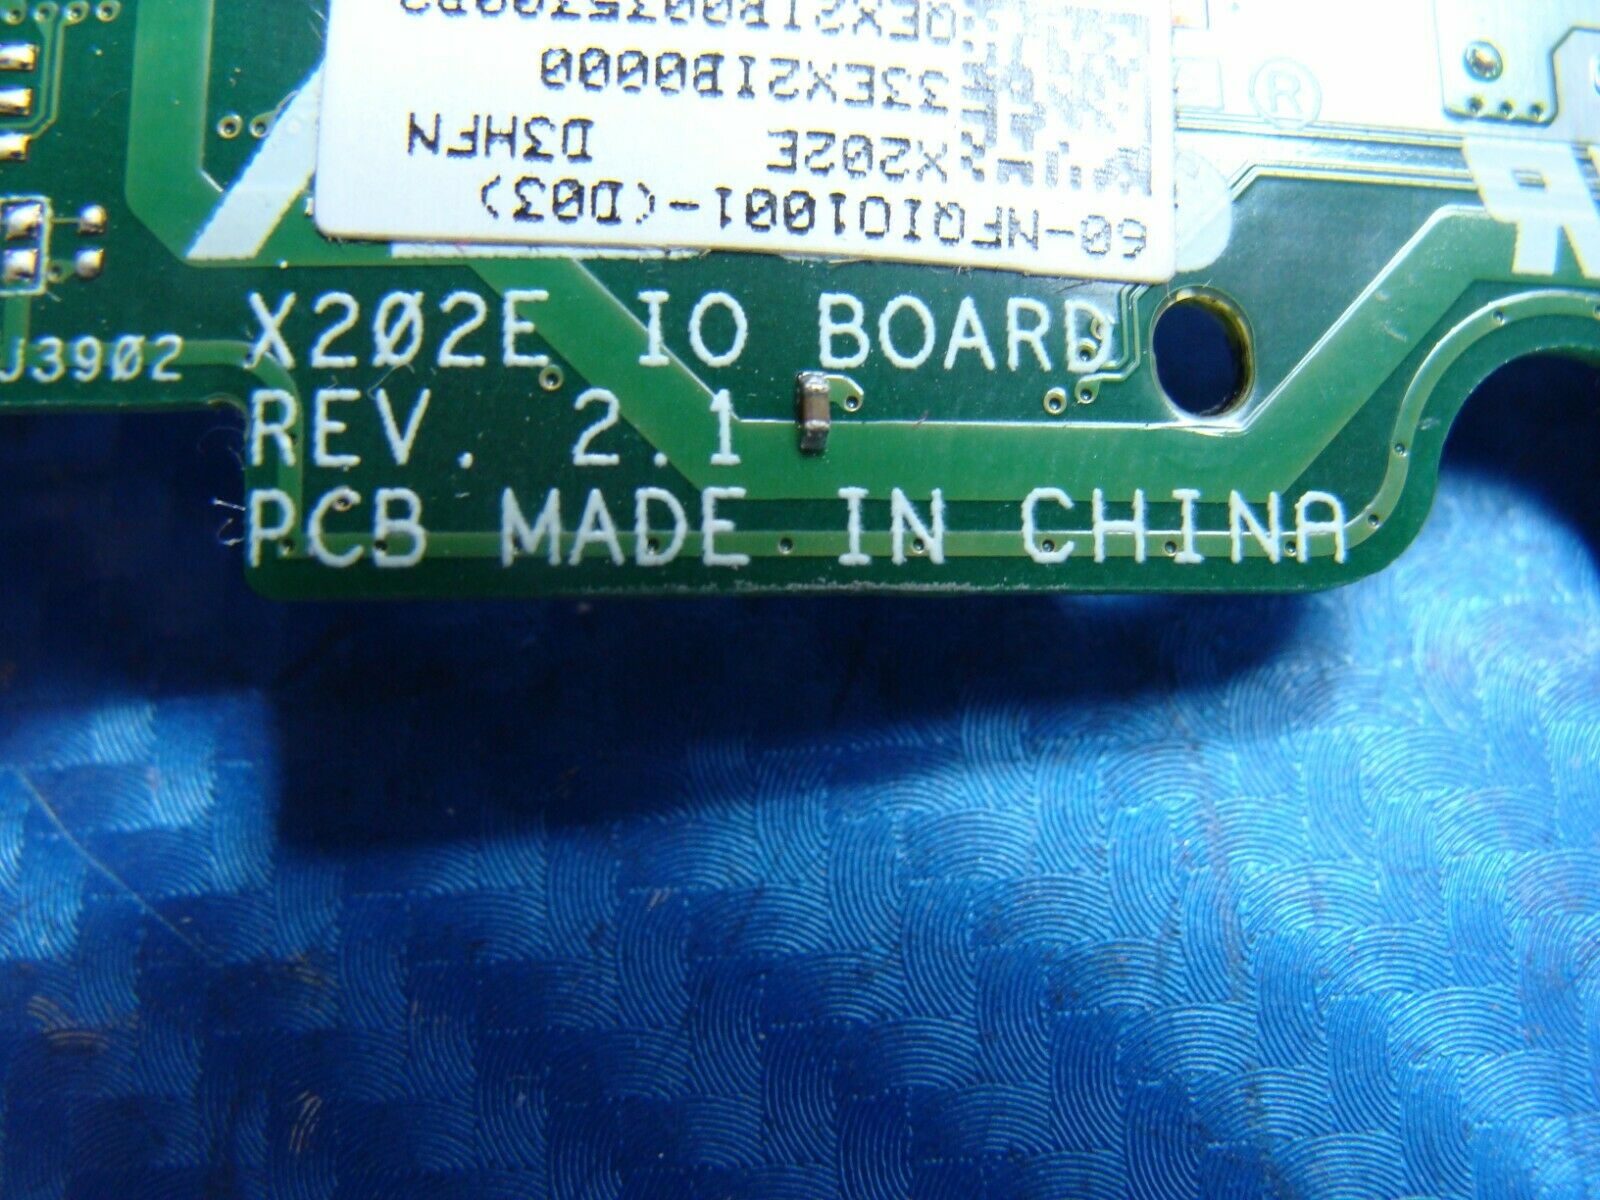 60-NFQIO1001-(D03)
X202E D3HFN
33EX2IB0000
®
X202E IO BOARD
REV. 2.1
PCB MADE IN CHINA
J3902